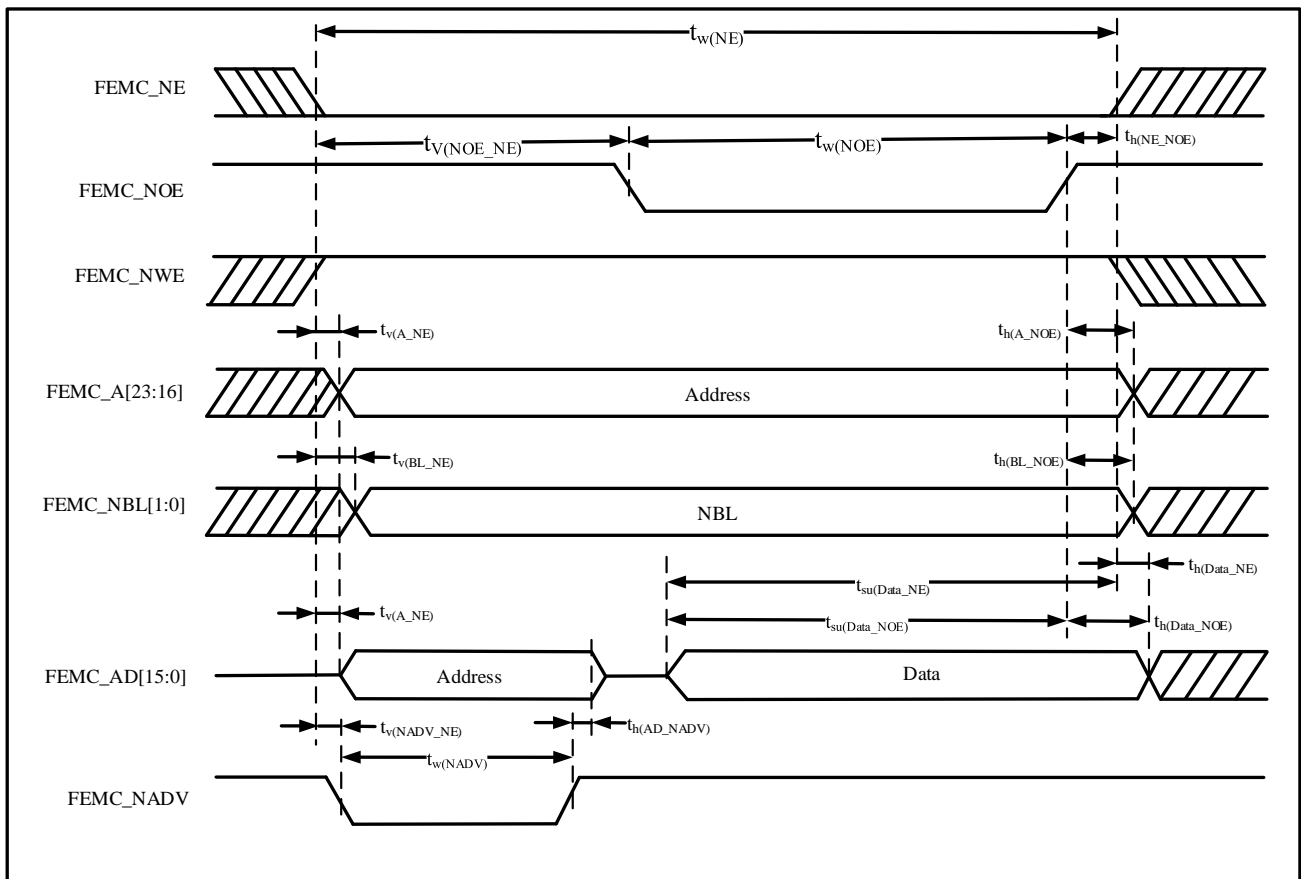 tw(NE)
FEMC_NE
tV(NOE_NE)
tw(NOE)
th(NE_NOE)
FEMC_NOE
FEMC_NWE
tv(A_NE)
th(A_NOE)
FEMC_A[23:16]
Address
tv(BL_NE)
th(BL_NOE)
FEMC_NBL[1:0]
NBL
th(Data_NE)
tsu(Data_NE)
tv(A_NE)
tsu(Data_NOE)
th(Data_NOE)
FEMC_AD[15:0]
Address
Data
tv(NADV_NE)
th(AD_NADV)
tw(NADV)
FEMC_NADV